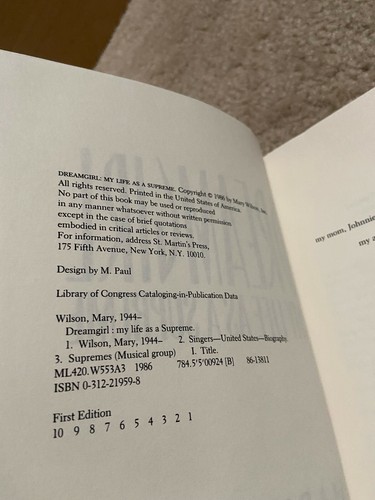 DREAMGIRL: MY LIFE AS A SUPREME. Copyright © 1986 by Mary Wilson, Inc.
All rights reserved. Printed in the United States of America.
No part of this book may be used or reproduced
in any manner whatsoever without written permission
except in the case of brief quotations
embodied in critical articles or reviews.
For information, address St. Martin's Press,
175 Fifth Avenue, New York, N.Y. 10010.
Design by M. Paul
Library of Congress Cataloging-in-Publication Data
Wilson, Mary, 1944–
Dreamgirl : my life as a Supreme.
1. Wilson, Mary, 1944– 2. Singers—United States—Biography.
3. Supremes (Musical group) I. Title.
ML420.W553A3 1986 784.5'5'00924 [B] 86-13811
ISBN 0-312-21959-8
First Edition
10 9 8 7 6 5 4 3 2 1
my mom, Johnnie
my